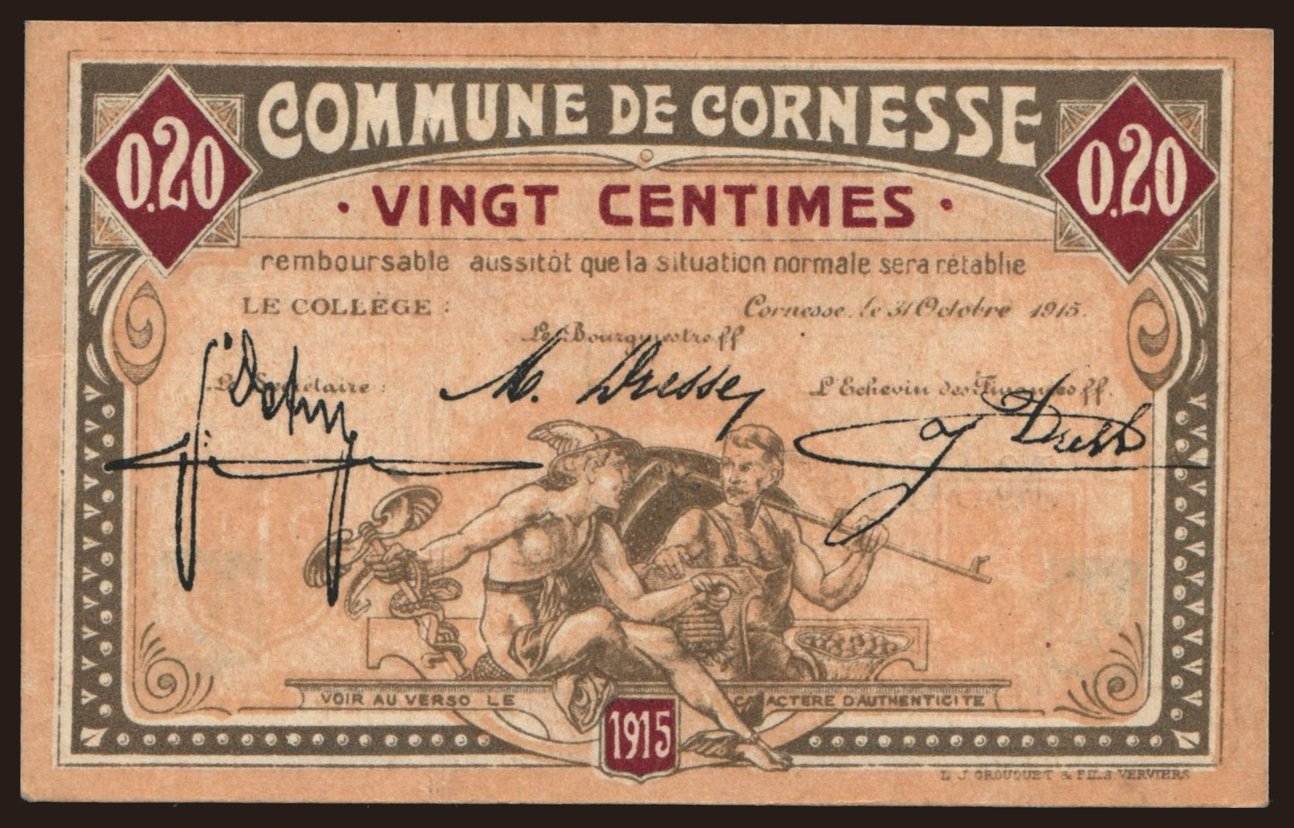 COMMUNE DE CORNESSE
0.20 0.20
• VINGT CENTIMES •
remboursable aussitôt que la situation normale sera rétablie
LE COLLÈGE : Cornesse, le 31 Octobre 1915.
Le Bourgmestre ff
Le Secrétaire : L'Echevin des Finances ff.
VOIR AU VERSO LE CARACTERE D'AUTHENTICITE
1915
L. J. CROUQUET & FILS VERVIERS